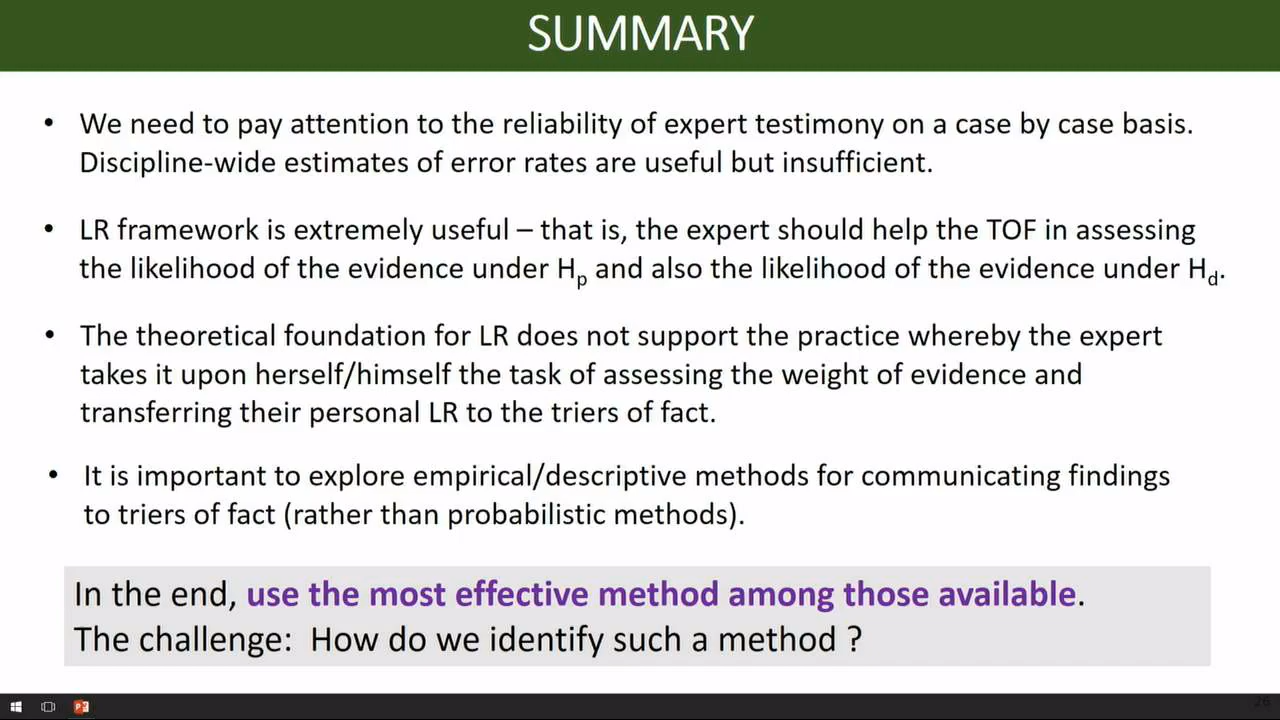 SUMMARY
• We need to pay attention to the reliability of expert testimony on a case by case basis.
Discipline-wide estimates of error rates are useful but insufficient.
• LR framework is extremely useful – that is, the expert should help the TOF in assessing
the likelihood of the evidence under Hp and also the likelihood of the evidence under Hd.
• The theoretical foundation for LR does not support the practice whereby the expert
takes it upon herself/himself the task of assessing the weight of evidence and
transferring their personal LR to the triers of fact.
• It is important to explore empirical/descriptive methods for communicating findings
to triers of fact (rather than probabilistic methods).
In the end, use the most effective method among those available.
The challenge: How do we identify such a method ?
26